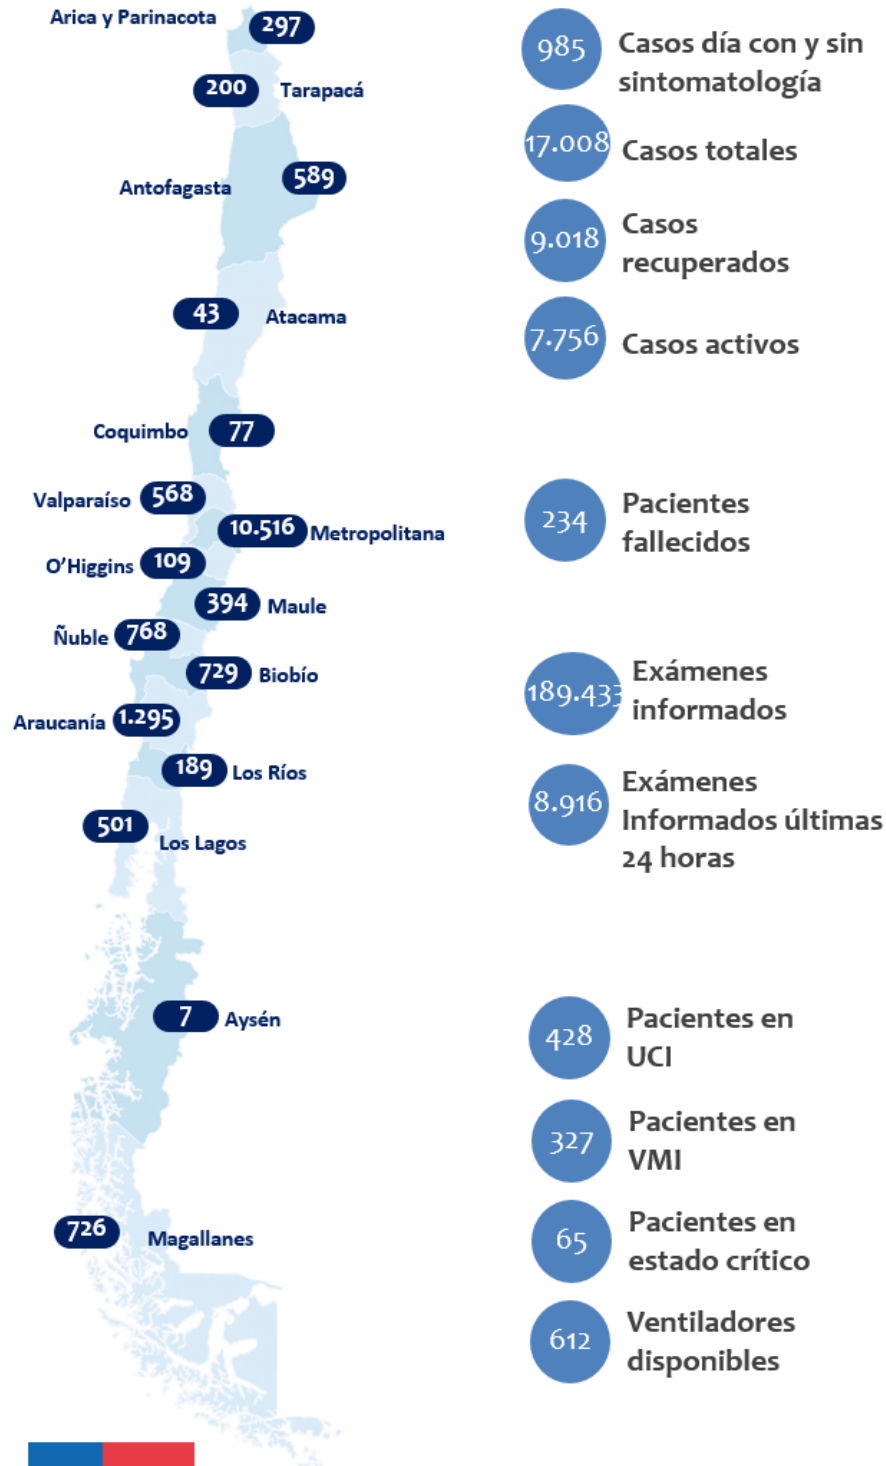 Arica y Parinacota
297
200
Tarapacá
Antofagasta
589
43
Atacama
Coquimbo
77
Valparaíso
568
10.516
Metropolitana
O'Higgins
109
394
Maule
Ñuble
768
729
Biobío
Araucanía
1.295
189
Los Ríos
501
Los Lagos
7
Aysén
726
Magallanes
985
Casos día con y sin
sintomatología
17.008
Casos totales
9.018
Casos
recuperados
7.756
Casos activos
234
Pacientes
fallecidos
189.433
Exámenes
informados
8.916
Exámenes
Informados últimas
24 horas
428
Pacientes en
UCI
327
Pacientes en
VMI
65
Pacientes en
estado crítico
612
Ventiladores
disponibles